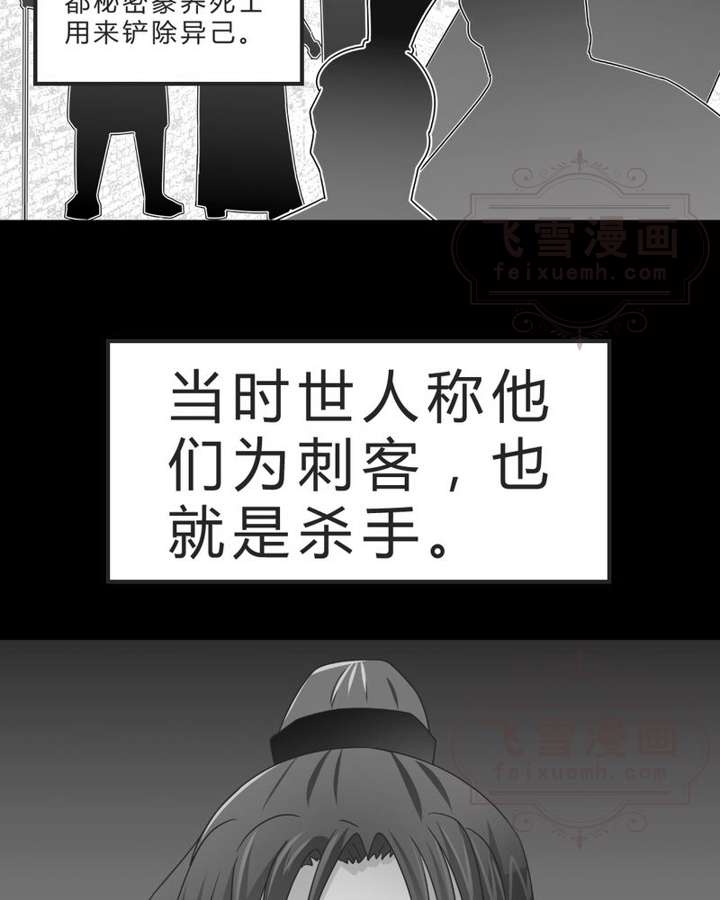 都秘密豢养死士
用来铲除异己。
飞雪漫画
feixuemh.com
当时世人称他
们为刺客，也
就是杀手。
飞雪漫画
feixuemh.com